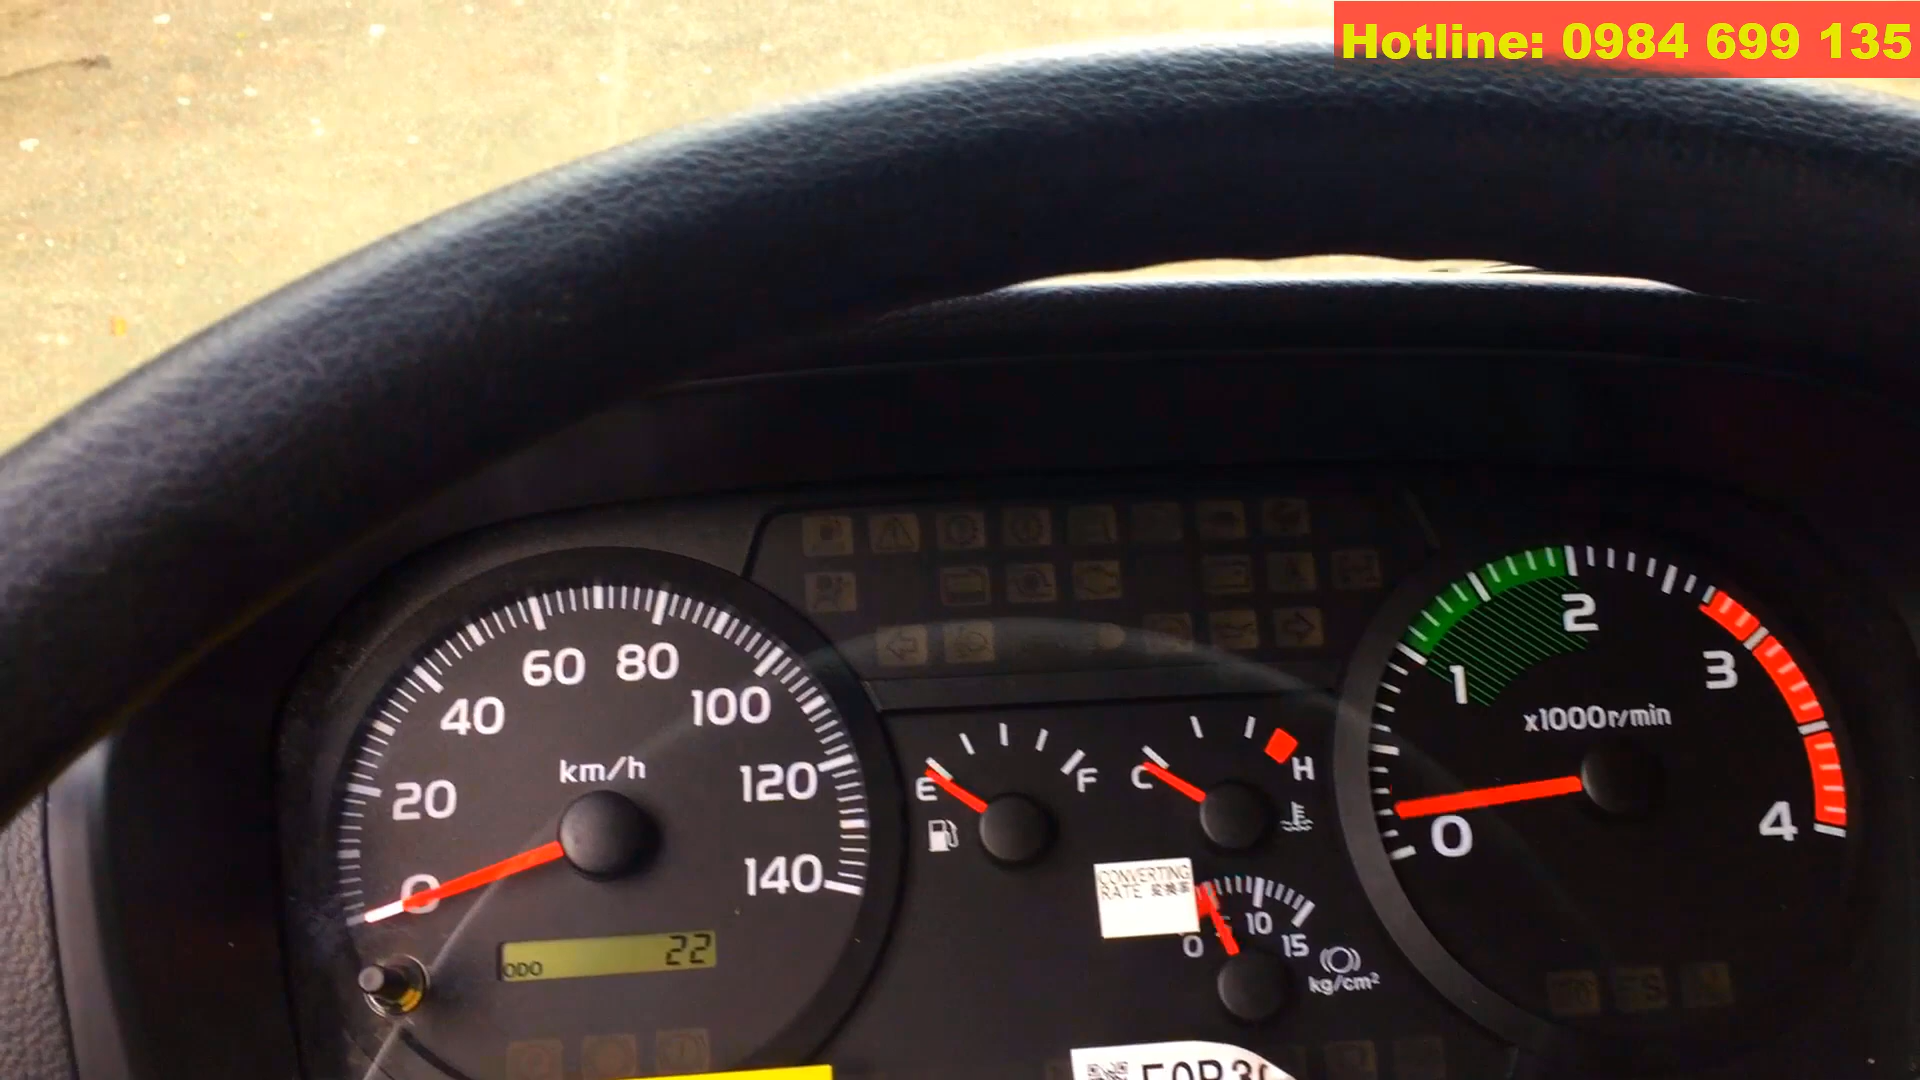 Hotline: 0984 699 135
0
20
40
60
80
100
120
140
km/h
ODO 22
E
F
C
H
CONVERTING
RATE
0
10
15
kg/cm²
0
1
2
3
4
x1000r/min